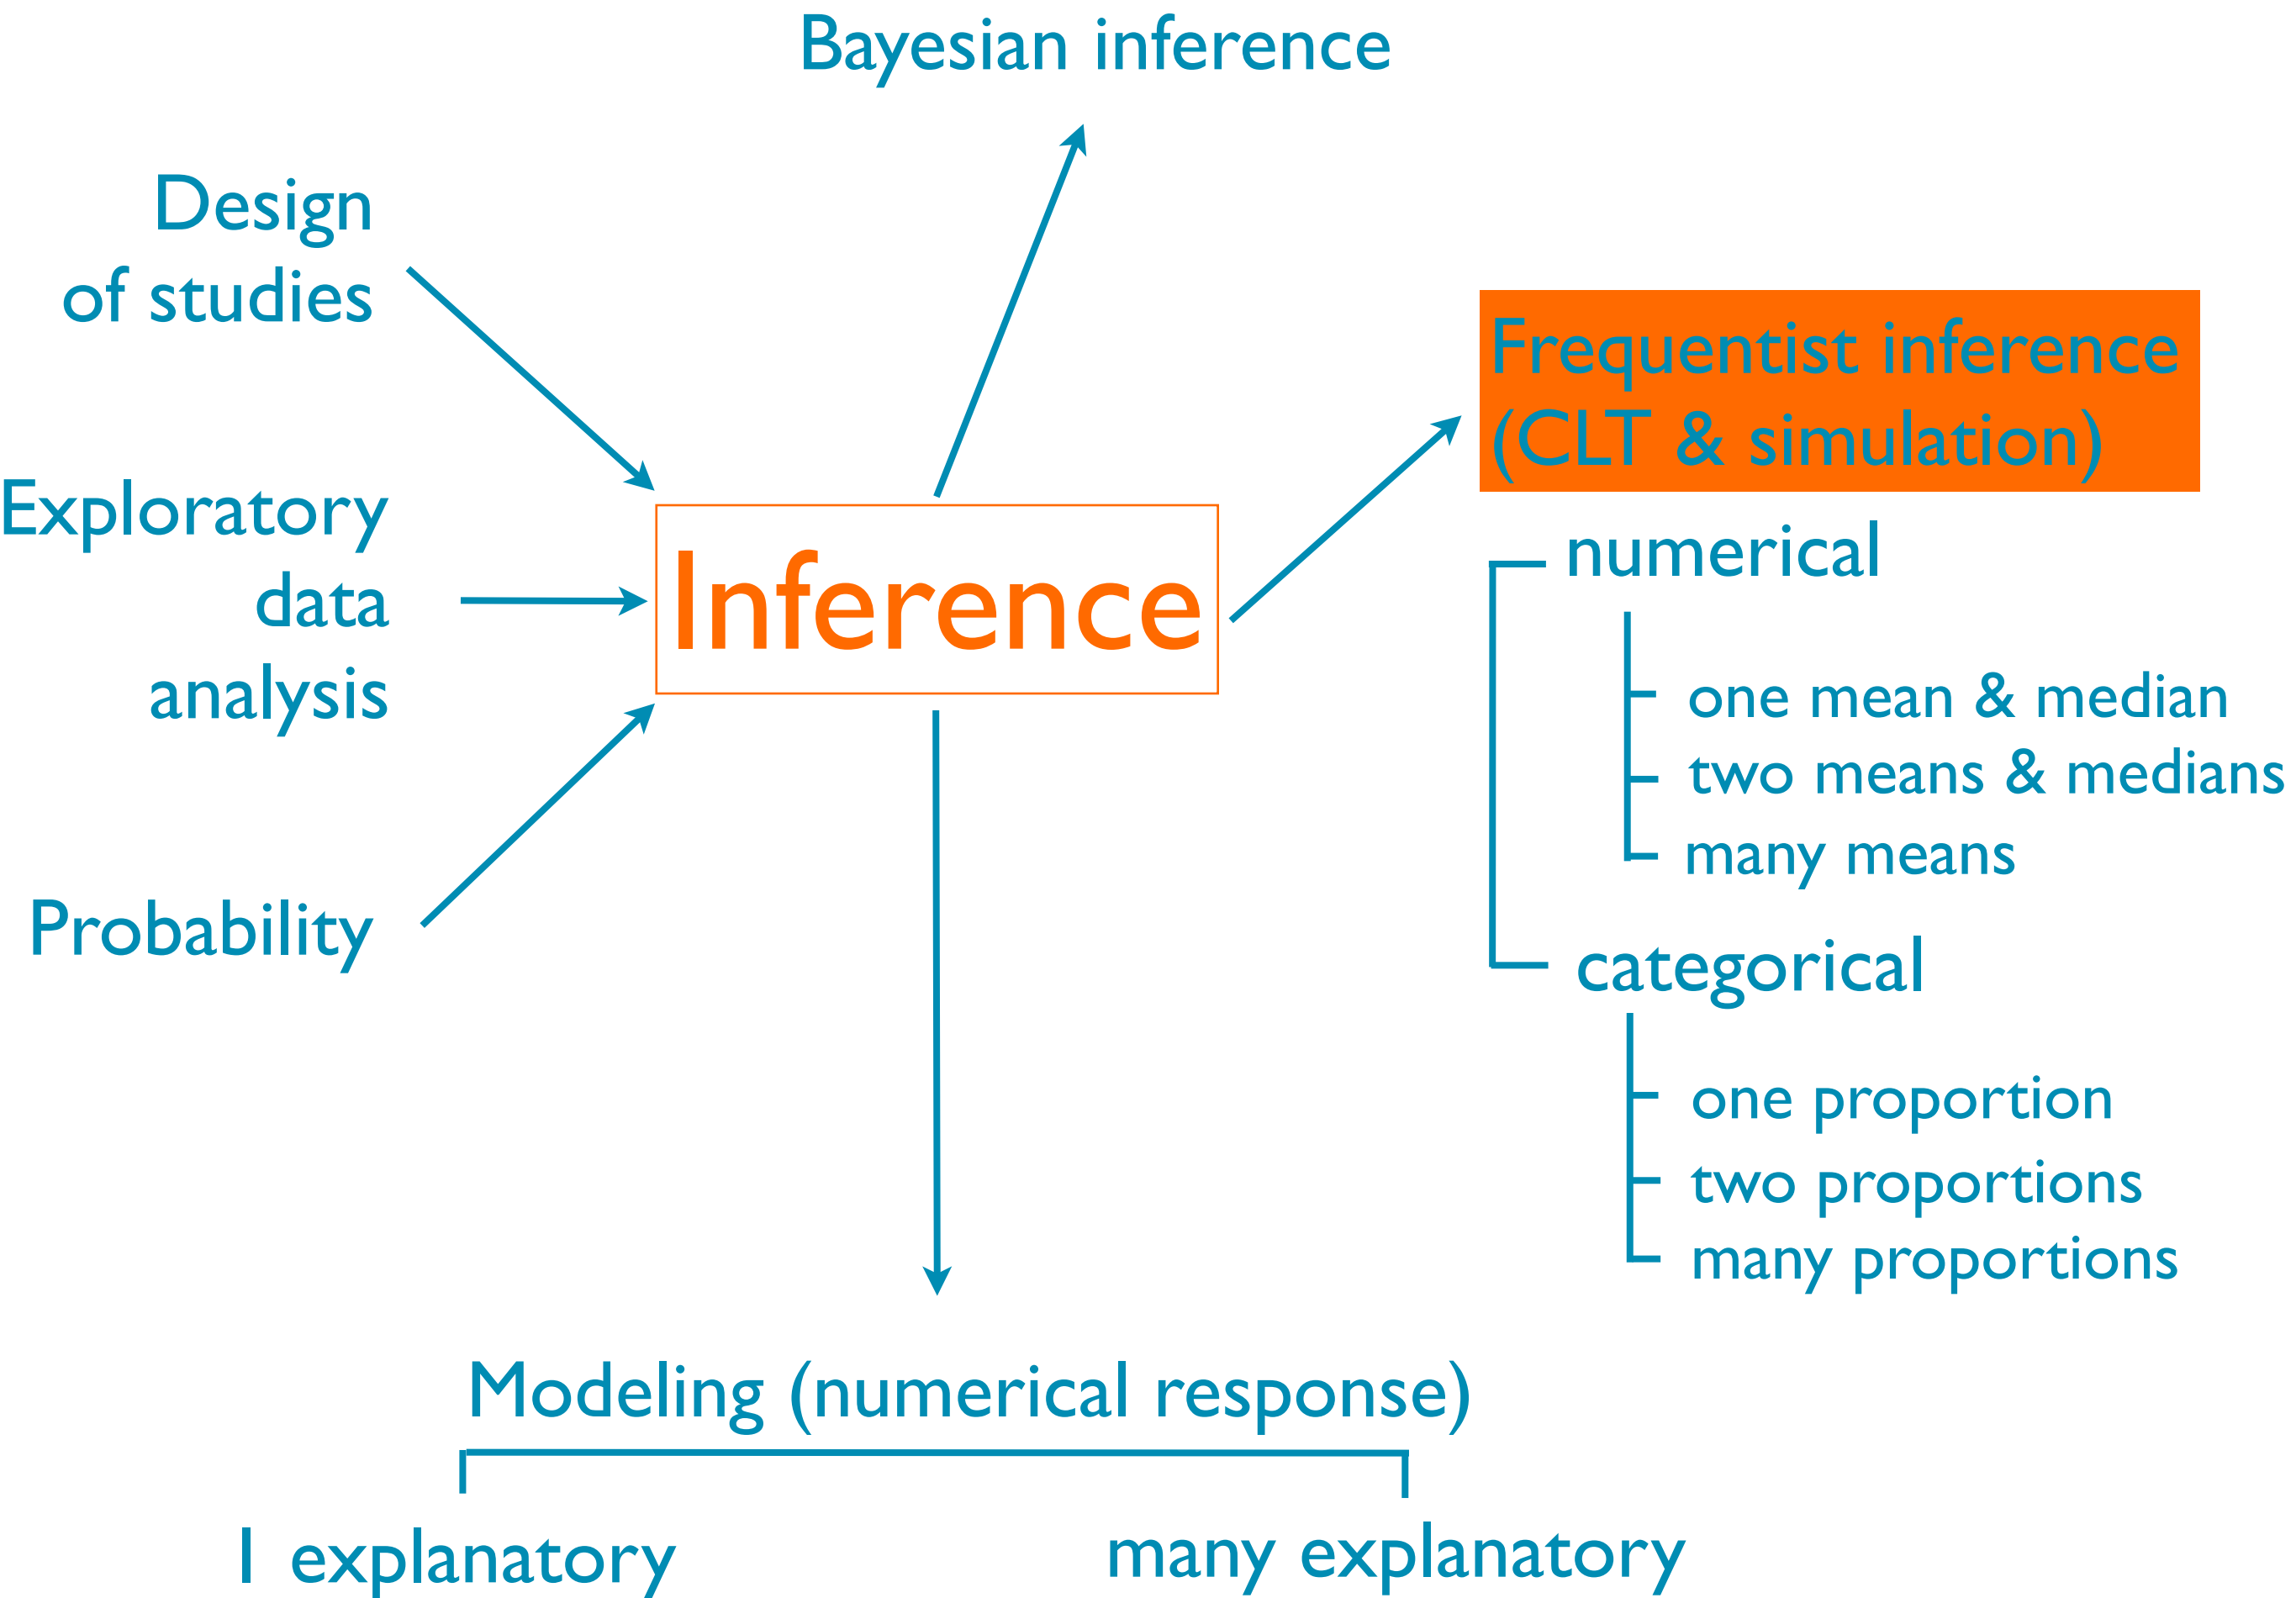 Bayesian inference
Design
of studies
Frequentist inference
(CLT & simulation)
Exploratory
data
analysis
Inference
numerical
one mean & median
two means & medians
many means
Probability
categorical
one proportion
two proportions
many proportions
Modeling (numerical response)
1 explanatory
many explanatory